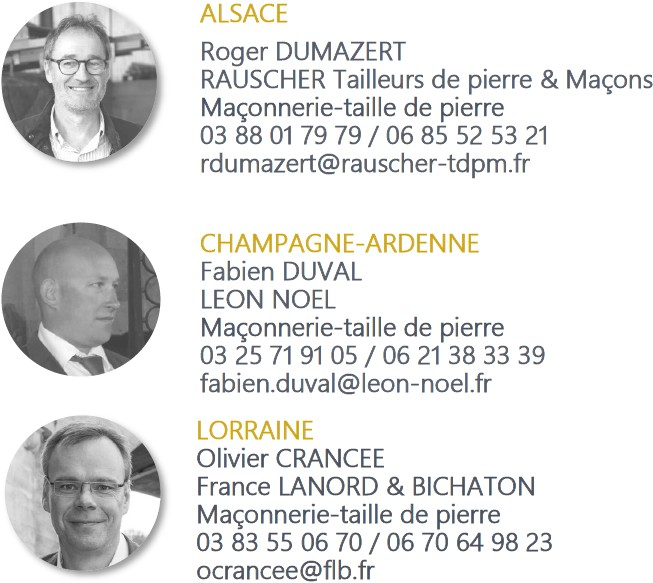 ALSACE
Roger DUMAZERT
RAUSCHER Tailleurs de pierre & Maçons
Maçonnerie-taille de pierre
03 88 01 79 79 / 06 85 52 53 21
rdumazert@rauscher-tdpm.fr
CHAMPAGNE-ARDENNE
Fabien DUVAL
LEON NOEL
Maçonnerie-taille de pierre
03 25 71 91 05 / 06 21 38 33 39
fabien.duval@leon-noel.fr
LORRAINE
Olivier CRANCEE
France LANORD & BICHATON
Maçonnerie-taille de pierre
03 83 55 06 70 / 06 70 64 98 23
ocrancee@flb.fr